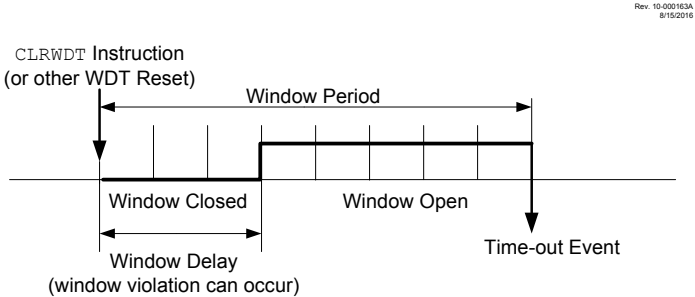 Rev. 10-000163A
8/15/2016
CLRWDT Instruction
(or other WDT Reset)
Window Period
Window Closed
Window Open
Window Delay
(window violation can occur)
Time-out Event